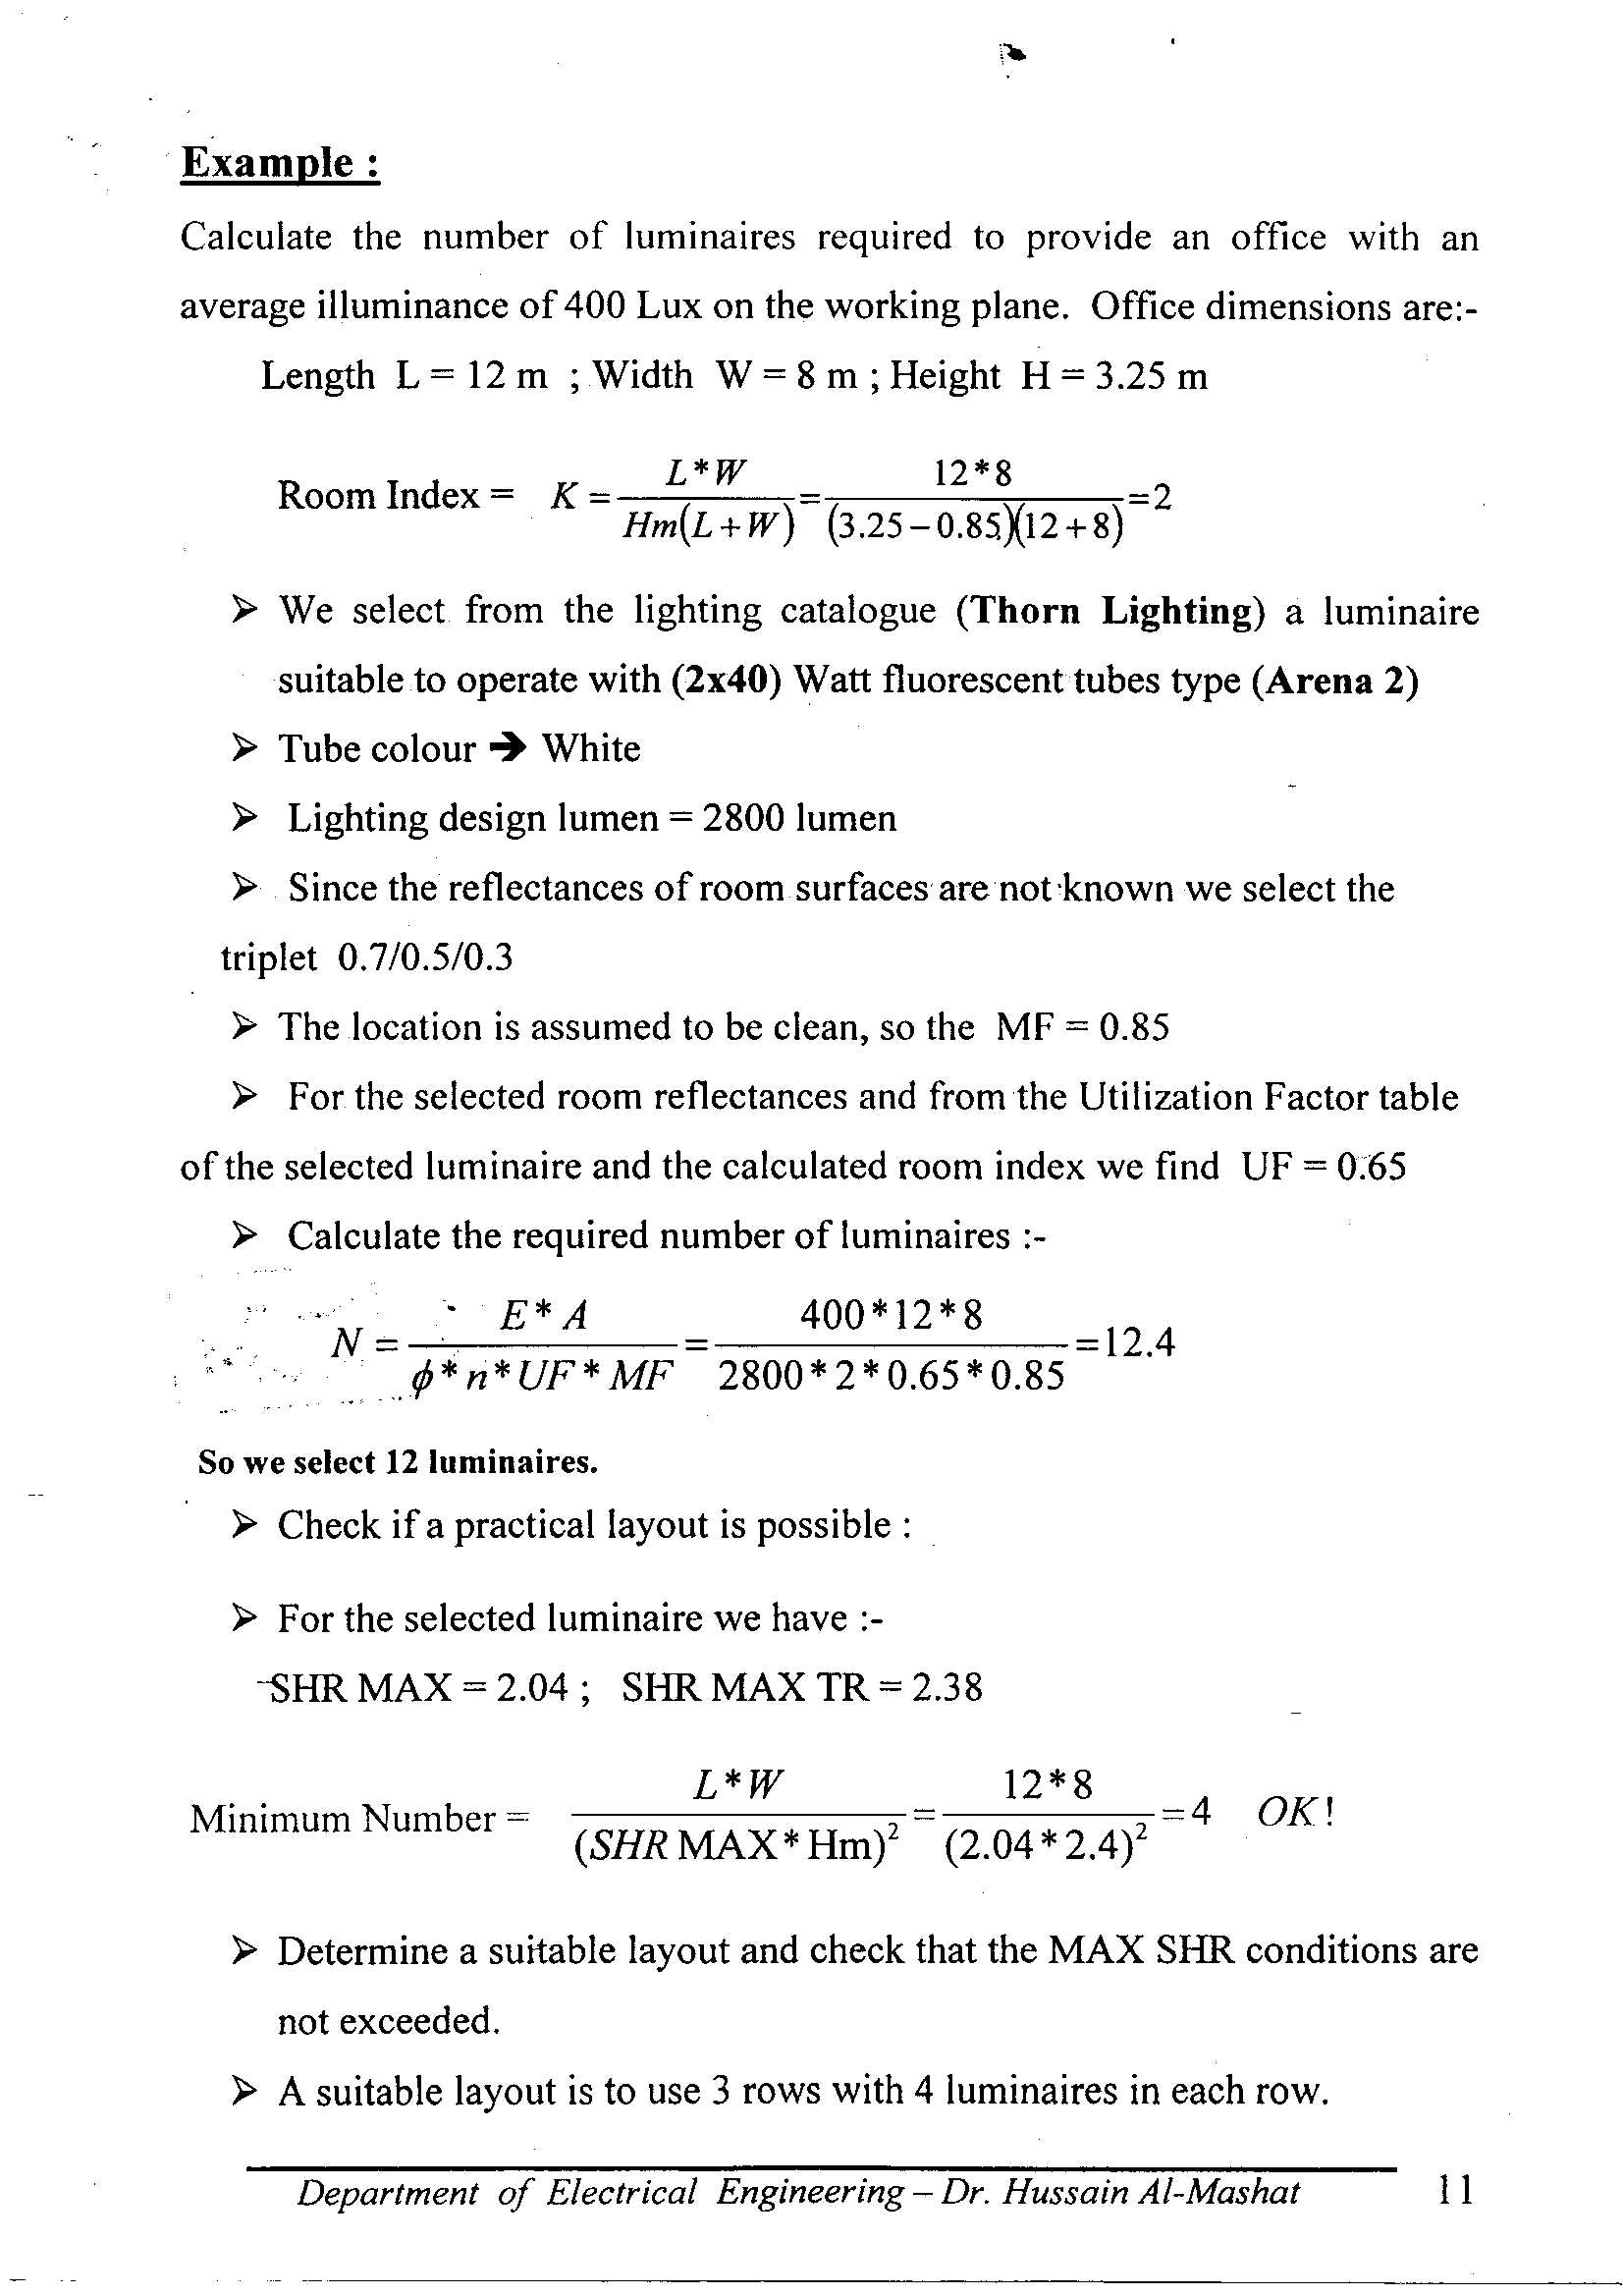 Example :
Calculate the number of luminaires required to provide an office with an
average illuminance of 400 Lux on the working plane. Office dimensions are:-
Length L = 12 m ; Width W = 8 m ; Height H = 3.25 m
Room Index = K = L*W / Hm(L+W) = 12*8 / (3.25-0.85)(12+8) = 2
➢ We select from the lighting catalogue (Thorn Lighting) a luminaire
suitable to operate with (2x40) Watt fluorescent tubes type (Arena 2)
➢ Tube colour ➔ White
➢ Lighting design lumen = 2800 lumen
➢ Since the reflectances of room surfaces are not known we select the
triplet 0.7/0.5/0.3
➢ The location is assumed to be clean, so the MF = 0.85
➢ For the selected room reflectances and from the Utilization Factor table
of the selected luminaire and the calculated room index we find UF = 0.65
➢ Calculate the required number of luminaires :-
N = E*A / ϕ*n*UF*MF = 400*12*8 / 2800*2*0.65*0.85 = 12.4
So we select 12 luminaires.
➢ Check if a practical layout is possible :
➢ For the selected luminaire we have :-
SHR MAX = 2.04 ; SHR MAX TR = 2.38
Minimum Number = L*W / (SHR MAX*Hm)² = 12*8 / (2.04*2.4)² = 4 OK!
➢ Determine a suitable layout and check that the MAX SHR conditions are
not exceeded.
➢ A suitable layout is to use 3 rows with 4 luminaires in each row.
Department of Electrical Engineering – Dr. Hussain Al-Mashat 11